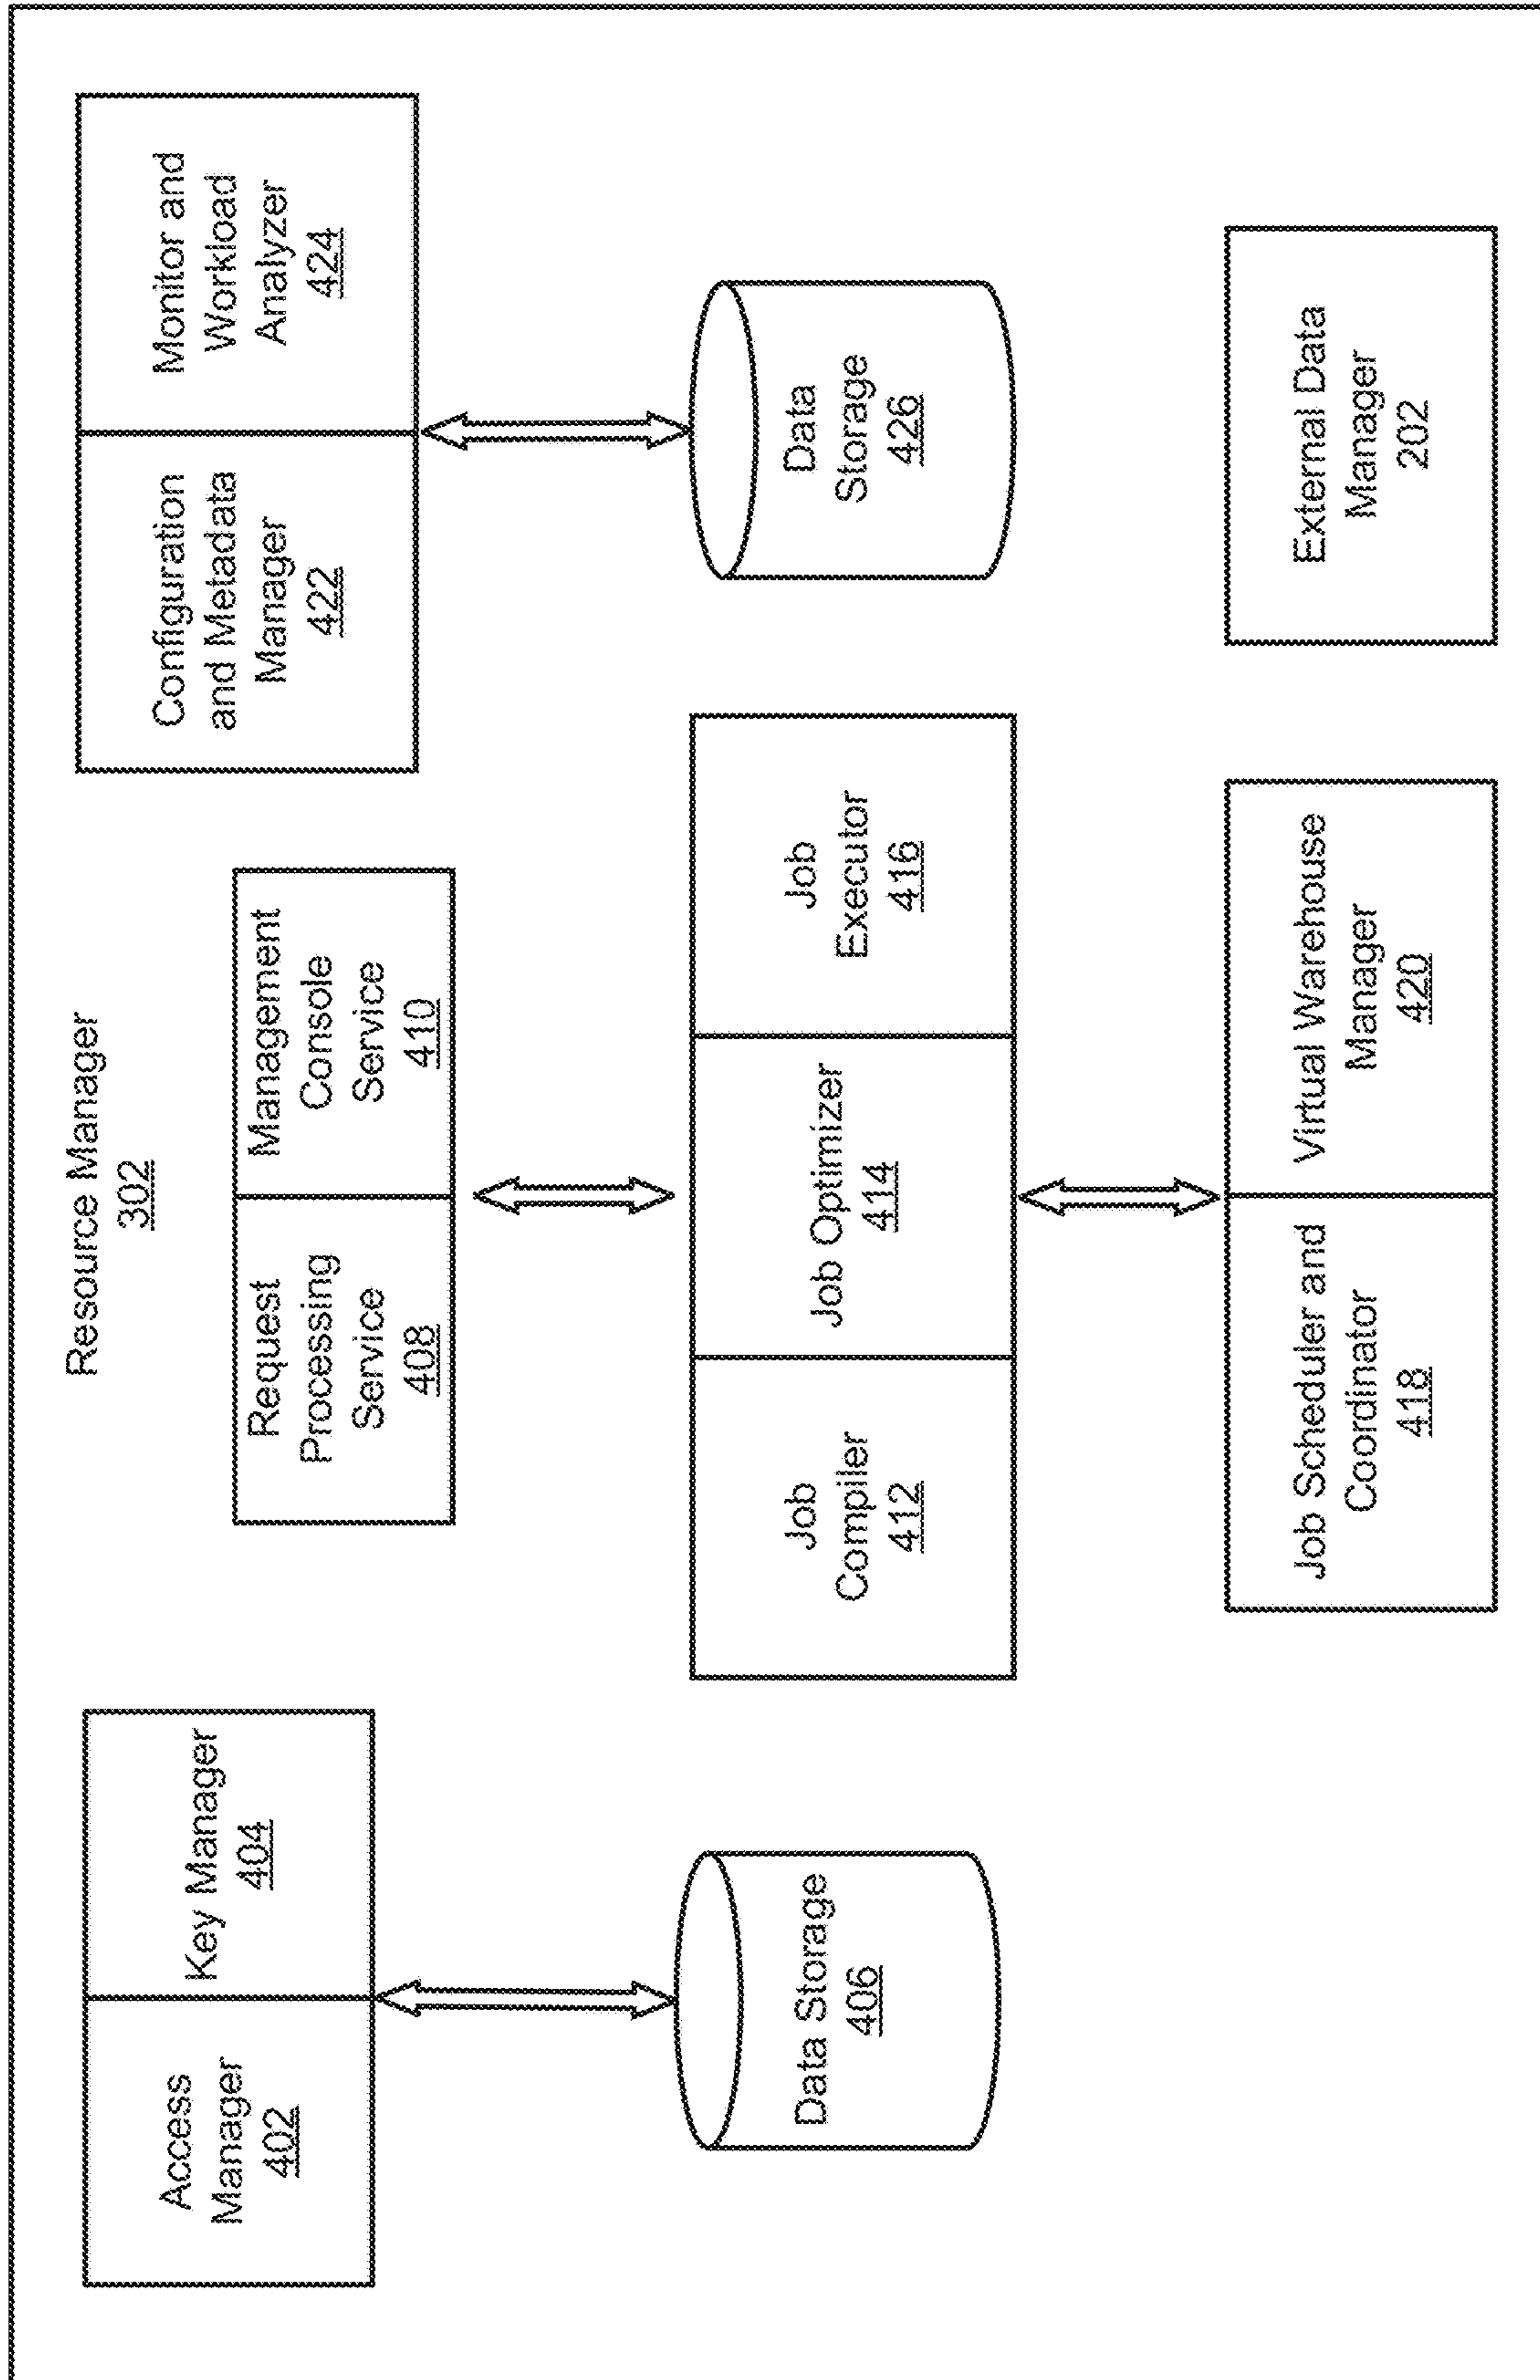 Resource Manager
302
Access
Manager
402
Key Manager
404
Data Storage
406
Request
Processing
Service
408
Management
Console
Service
410
Job
Compiler
412
Job Optimizer
414
Job
Executor
416
Job Scheduler and
Coordinator
418
Virtual Warehouse
Manager
420
Configuration
and Metadata
Manager
422
Monitor and
Workload
Analyzer
424
Data
Storage
426
External Data
Manager
202